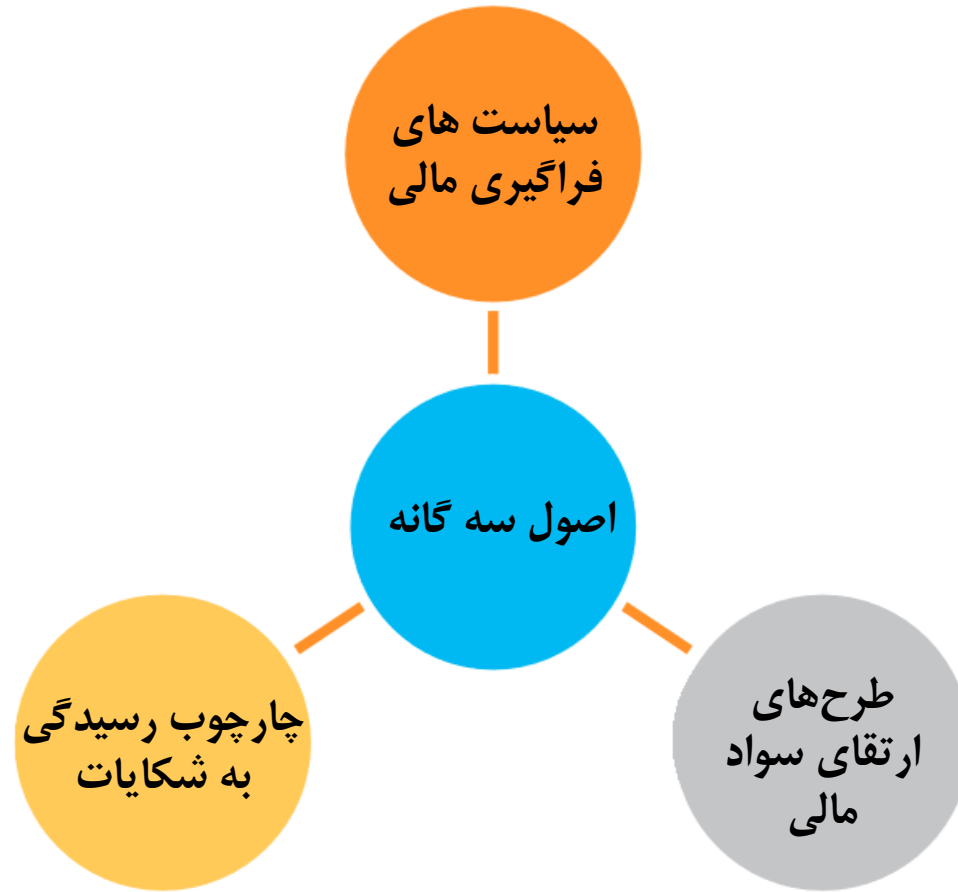 سیاست های
فراگیری مالی
اصول سه گانه
طرح‌های
ارتقای سواد
مالی
چارچوب رسیدگی
به شکایات